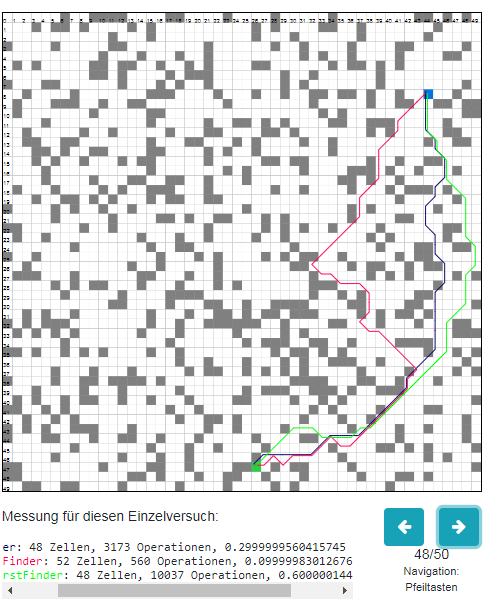 0 1 2 3 4 5 6 7 8 9 10 11 12 13 14 15 16 17 18 19 20 21 22 23 24 25 26 27 28 29 30 31 32 33 34 35 36 37 38 39 40 41 42 43 44 45 46 47 48 49
Messung für diesen Einzelversuch:
er: 48 Zellen, 3173 Operationen, 0.2999999560415745
Finder: 52 Zellen, 560 Operationen, 0.09999983012676
rstFinder: 48 Zellen, 10037 Operationen, 0.600000144
48/50
Navigation:
Pfeiltasten